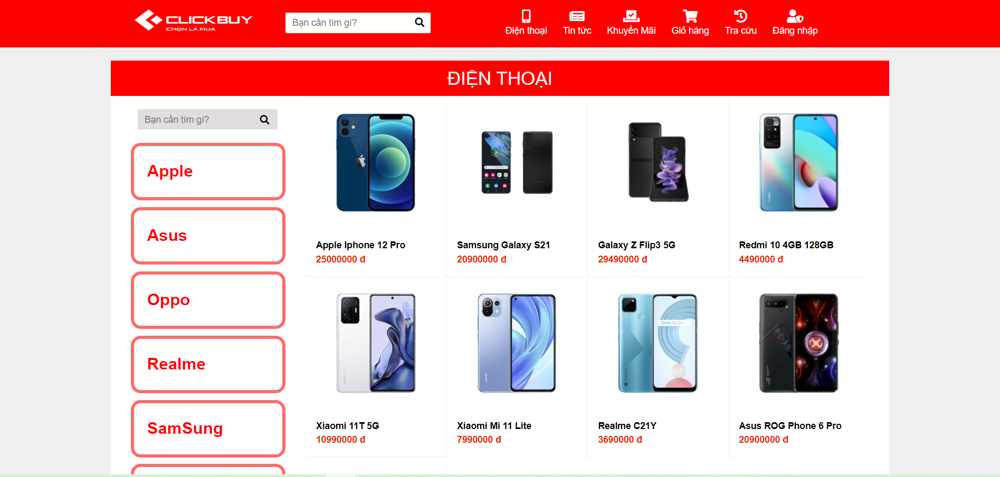 CLICKBUY
CHỌN LÀ MUA
Bạn cần tìm gì?
Điện thoại
Tin tức
Khuyến Mãi
Giỏ hàng
Tra cứu
Đăng nhập
ĐIỆN THOẠI
Bạn cần tìm gì?
Apple
Asus
Oppo
Realme
SamSung
Apple Iphone 12 Pro
25000000 đ
Samsung Galaxy S21
20900000 đ
Galaxy Z Flip3 5G
29490000 đ
Redmi 10 4GB 128GB
4490000 đ
Xiaomi 11T 5G
10990000 đ
Xiaomi Mi 11 Lite
7990000 đ
Dare to
Realme C21Y
3690000 đ
Asus ROG Phone 6 Pro
20900000 đ